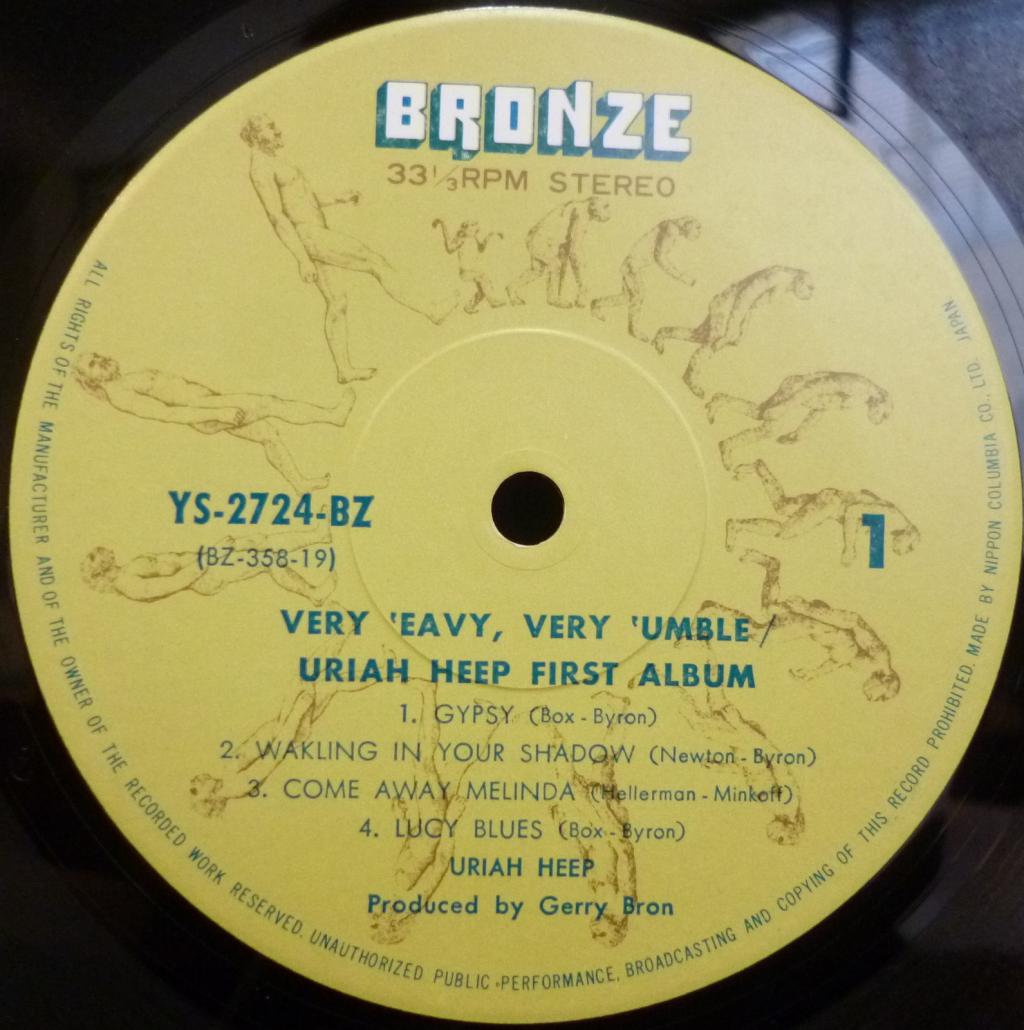 BRONZE
33 1/3 RPM STEREO
YS-2724-BZ
(BZ-358-19)
1
VERY 'EAVY, VERY 'UMBLE /
URIAH HEEP FIRST ALBUM
1. GYPSY (Box - Byron)
2. WAKLING IN YOUR SHADOW (Newton - Byron)
3. COME AWAY MELINDA (Hellerman - Minkoff)
4. LUCY BLUES (Box - Byron)
URIAH HEEP
Produced by Gerry Bron
ALL RIGHTS OF THE MANUFACTURER AND OF THE OWNER OF THE RECORDED WORK RESERVED. UNAUTHORIZED PUBLIC PERFORMANCE, BROADCASTING AND COPYING OF THIS RECORD PROHIBITED. MADE BY NIPPON COLUMBIA CO., LTD. JAPAN